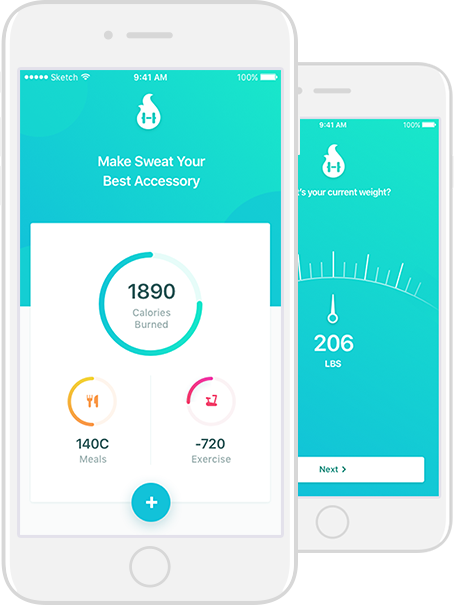 Sketch 9:41 AM 100%
Make Sweat Your
Best Accessory
1890
Calories
Burned
140C
Meals
-720
Exercise
+
9:41 AM 100%
t's your current weight?
206
LBS
Next >